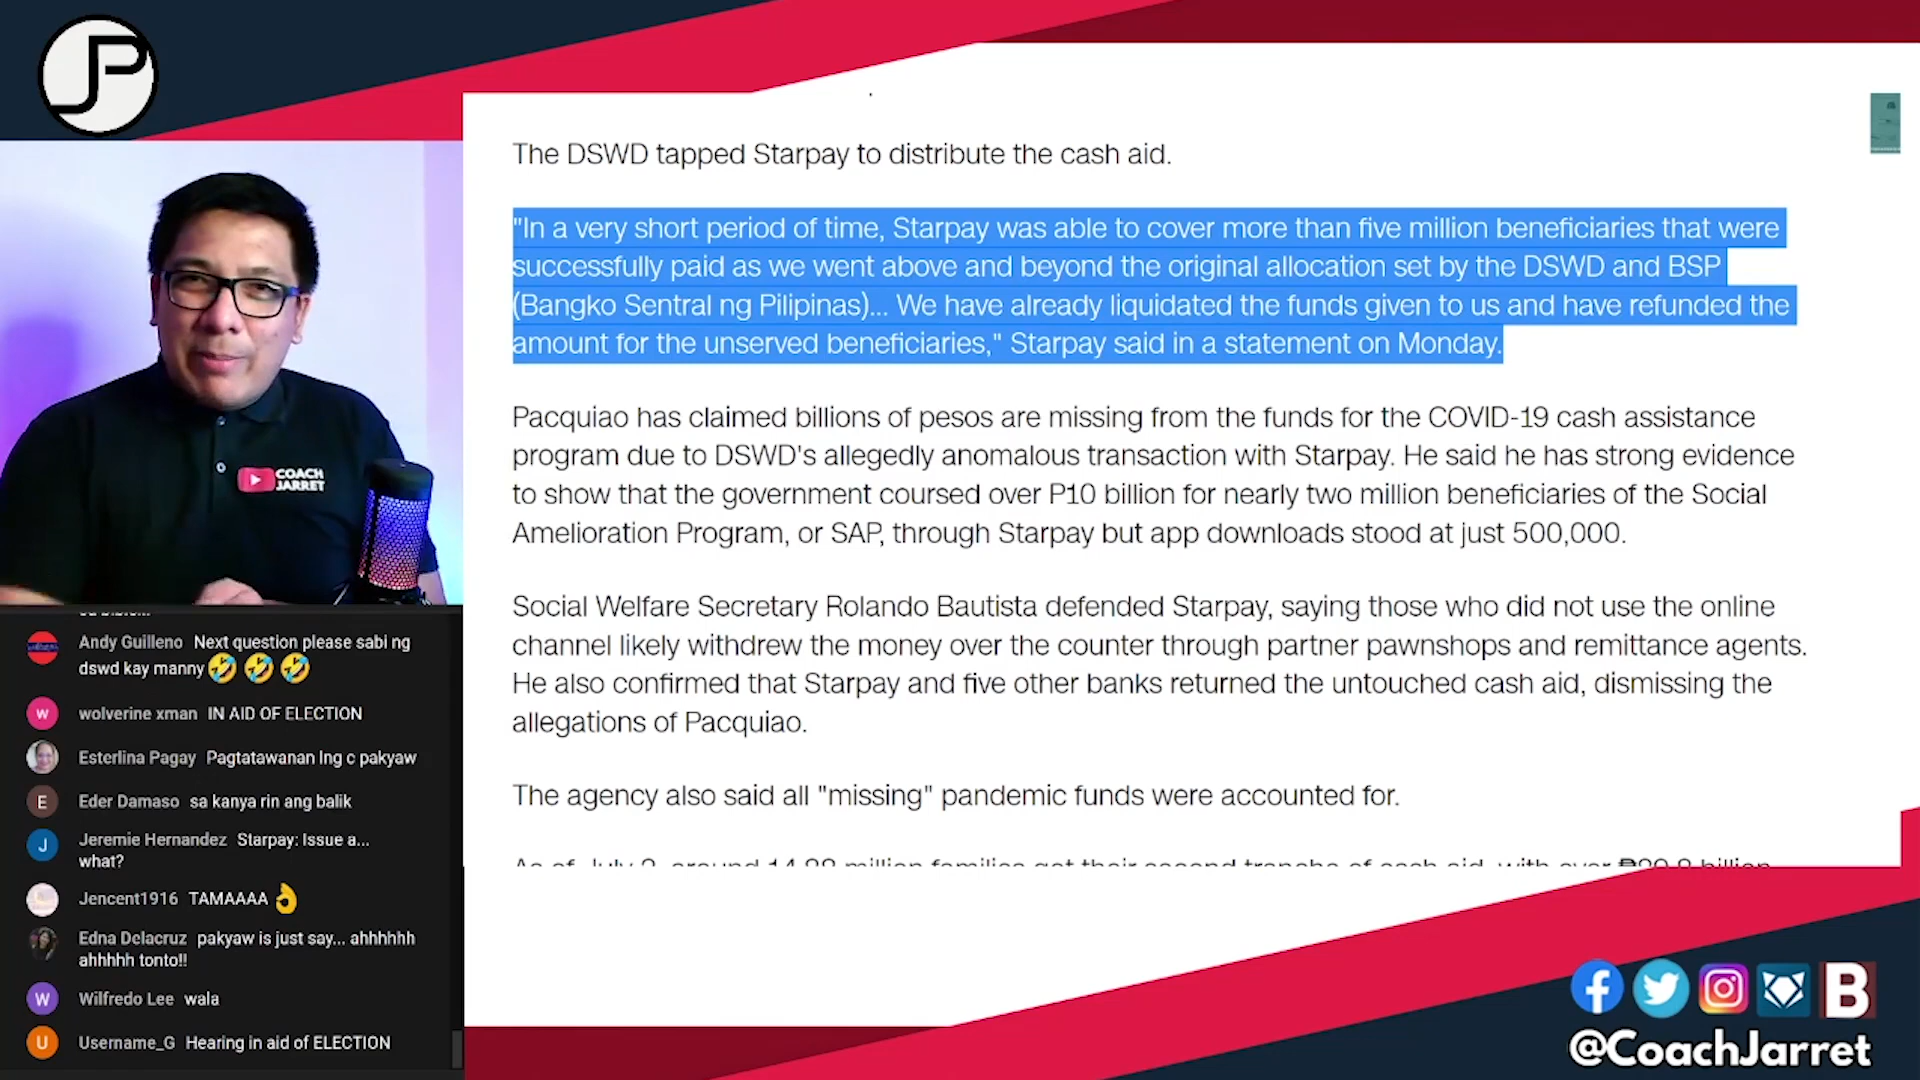 JP
The DSWD tapped Starpay to distribute the cash aid.
"In a very short period of time, Starpay was able to cover more than five million beneficiaries that were
successfully paid as we went above and beyond the original allocation set by the DSWD and BSP
(Bangko Sentral ng Pilipinas)... We have already liquidated the funds given to us and have refunded the
amount for the unserved beneficiaries," Starpay said in a statement on Monday.
Pacquiao has claimed billions of pesos are missing from the funds for the COVID-19 cash assistance
program due to DSWD's allegedly anomalous transaction with Starpay. He said he has strong evidence
to show that the government coursed over P10 billion for nearly two million beneficiaries of the Social
Amelioration Program, or SAP, through Starpay but app downloads stood at just 500,000.
Social Welfare Secretary Rolando Bautista defended Starpay, saying those who did not use the online
channel likely withdrew the money over the counter through partner pawnshops and remittance agents.
He also confirmed that Starpay and five other banks returned the untouched cash aid, dismissing the
allegations of Pacquiao.
The agency also said all "missing" pandemic funds were accounted for.
million families got their second tranche of cash aid, with over
COACH
JARRET
Andy Guilleno Next question please sabi ng
dswd kay manny 🤣 🤣 🤣
W wolverine xman IN AID OF ELECTION
Esterlina Pagay Pagtatawanan lng c pakyaw
E Eder Damaso sa kanya rin ang balik
J Jeremie Hernandez Starpay: Issue a...
what?
Jencent1916 TAMAAAA 👌
Edna Delacruz pakyaw is just say... ahhhhhh
ahhhhh tonto!!
W Wilfredo Lee wala
U Username_G Hearing in aid of ELECTION
B
@CoachJarret